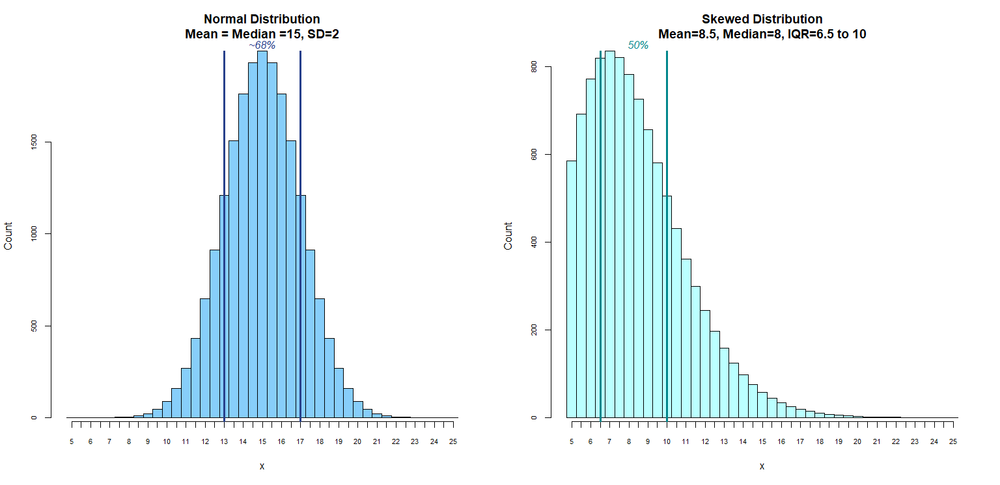 Normal Distribution
Mean = Median =15, SD=2
~68%
Count
0
500
1000
1500
5 6 7 8 9 10 11 12 13 14 15 16 17 18 19 20 21 22 23 24 25
x
Skewed Distribution
Mean=8.5, Median=8, IQR=6.5 to 10
50%
Count
0
200
400
600
800
5 6 7 8 9 10 11 12 13 14 15 16 17 18 19 20 21 22 23 24 25
x